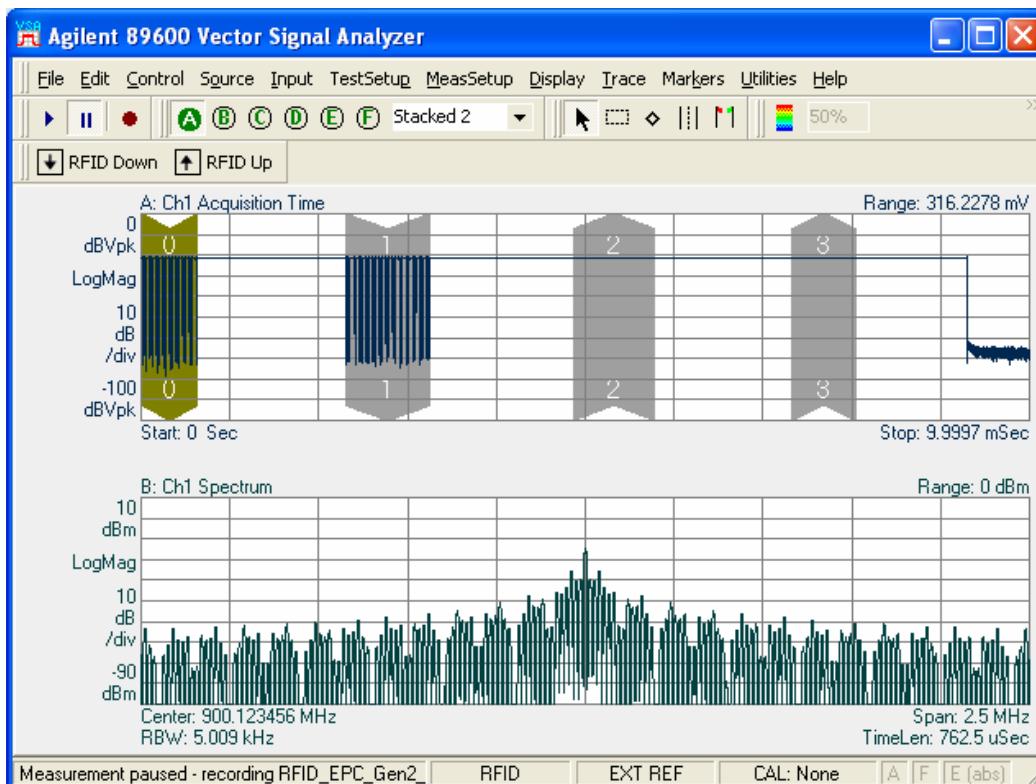 VSA
Agilent 89600 Vector Signal Analyzer
File Edit Control Source Input TestSetup MeasSetup Display Trace Markers Utilities Help
A B C D E F Stacked 2 50%
RFID Down RFID Up
A: Ch1 Acquisition Time Range: 316.2278 mV
0
dBVpk
LogMag
10
dB
/div
-100
dBVpk
0 1 2 3
0 1 2 3
Start: 0 Sec Stop: 9.9997 mSec
B: Ch1 Spectrum Range: 0 dBm
10
dBm
LogMag
10
dB
/div
-90
dBm
Center: 900.123456 MHz Span: 2.5 MHz
RBW: 5.009 kHz TimeLen: 762.5 uSec
Measurement paused - recording RFID_EPC_Gen2_ RFID EXT REF CAL: None A F E (abs)